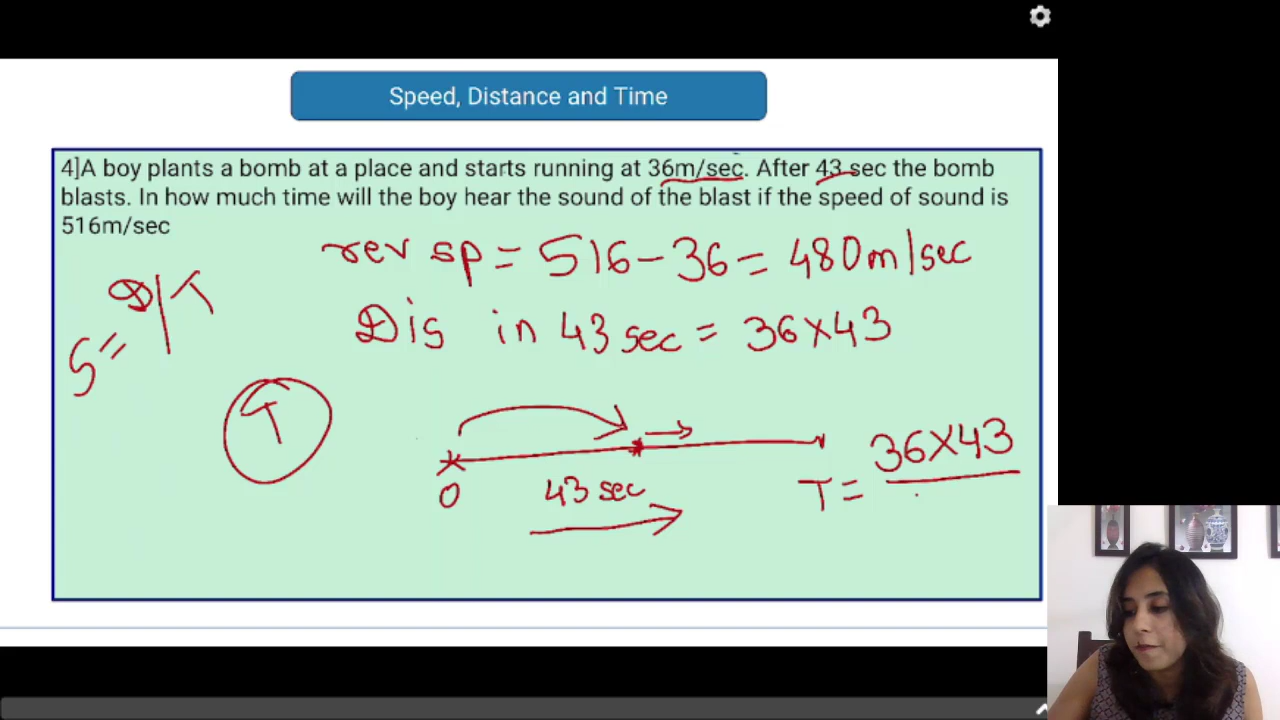 Speed, Distance and Time
4]A boy plants a bomb at a place and starts running at 36m/sec. After 43 sec the bomb
blasts. In how much time will the boy hear the sound of the blast if the speed of sound is
516m/sec
rev sp = 516 - 36 = 480m/sec
S = D/T
Dis in 43 sec = 36×43
T
0
43 sec
T = 36×43